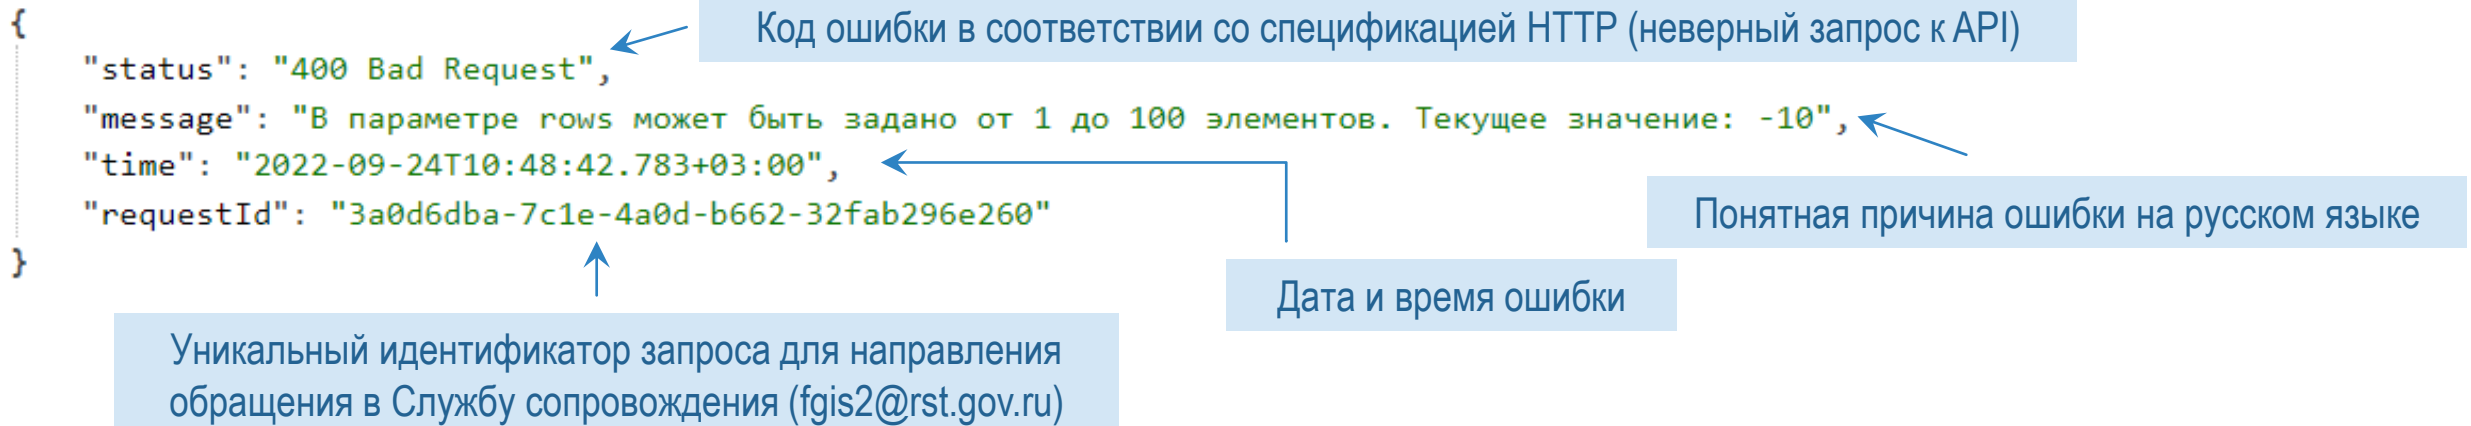 {
Код ошибки в соответствии со спецификацией HTTP (неверный запрос к API)
"status": "400 Bad Request",
"message": "В параметре rows может быть задано от 1 до 100 элементов. Текущее значение: -10",
"time": "2022-09-24T10:48:42.783+03:00",
"requestId": "3a0d6dba-7c1e-4a0d-b662-32fab296e260"
Понятная причина ошибки на русском языке
}
Дата и время ошибки
Уникальный идентификатор запроса для направления
обращения в Службу сопровождения (fgis2@rst.gov.ru)